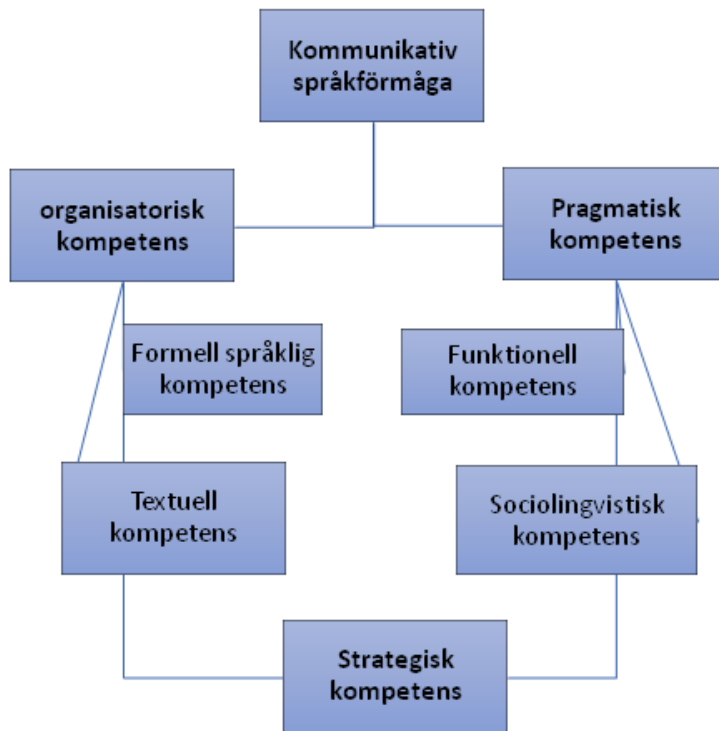 Kommunikativ
språkförmåga
organisatorisk
kompetens
Pragmatisk
kompetens
Formell språklig
kompetens
Funktionell
kompetens
Textuell
kompetens
Sociolingvistisk
kompetens
Strategisk
kompetens